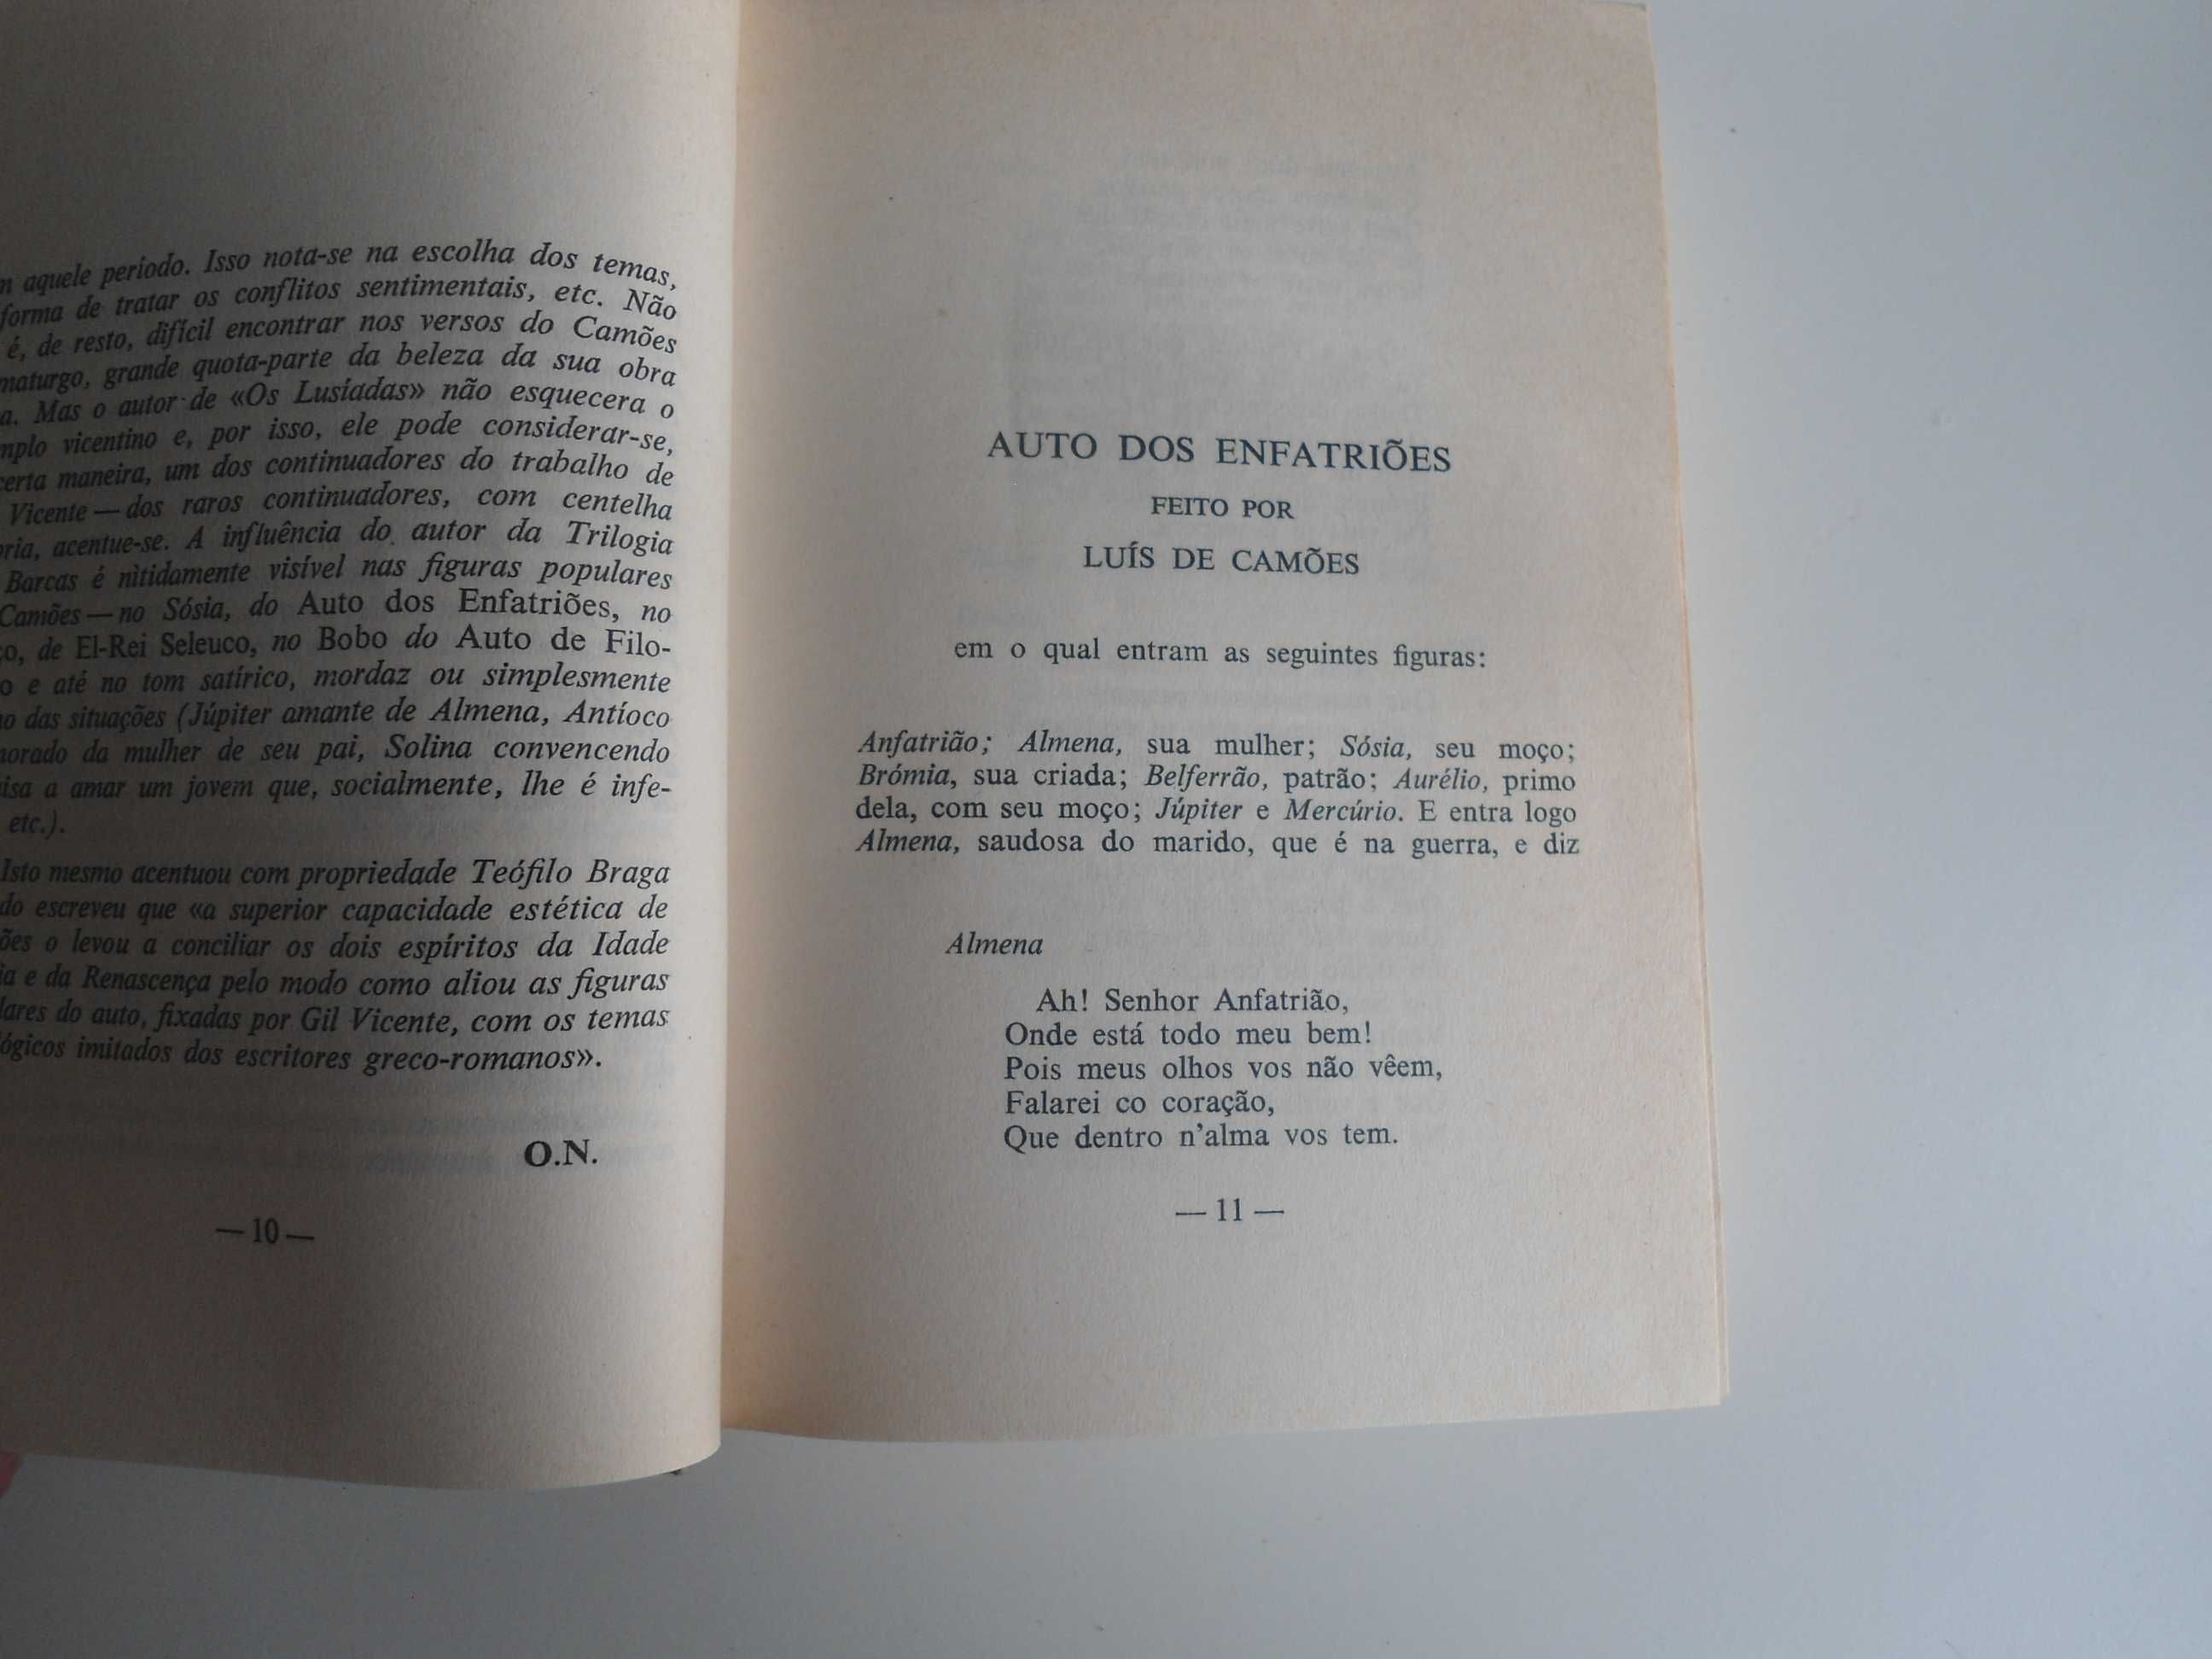 aquele período. Isso nota-se na escolha dos temas,
forma de tratar os conflitos sentimentais, etc. Não
é, de resto, difícil encontrar nos versos do Camões
maturgo, grande quota-parte da beleza da sua obra
a. Mas o autor de «Os Lusíadas» não esquecera o
mplo vicentino e, por isso, ele pode considerar-se,
certa maneira, um dos continuadores do trabalho de
Vicente — dos raros continuadores, com centelha
pria, acentue-se. A influência do autor da Trilogia
Barcas é nìtidamente visível nas figuras populares
Camões — no Sósia, do Auto dos Enfatriões, no
ço, de El-Rei Seleuco, no Bobo do Auto de Filo-
o e até no tom satírico, mordaz ou simplesmente
das situações (Júpiter amante de Almena, Antíoco
morado da mulher de seu pai, Solina convencendo
isa a amar um jovem que, socialmente, lhe é infe-
etc.).
Isto mesmo acentuou com propriedade Teófilo Braga
do escreveu que «a superior capacidade estética de
ões o levou a conciliar os dois espíritos da Idade
ia e da Renascença pelo modo como aliou as figuras
lares do auto, fixadas por Gil Vicente, com os temas
ógicos imitados dos escritores greco-romanos».
O.N.
— 10 —
AUTO DOS ENFATRIÕES
FEITO POR
LUÍS DE CAMÕES
em o qual entram as seguintes figuras:
Anfatrião; Almena, sua mulher; Sósia, seu moço;
Brómia, sua criada; Belferrão, patrão; Aurélio, primo
dela, com seu moço; Júpiter e Mercúrio. E entra logo
Almena, saudosa do marido, que é na guerra, e diz
Almena
Ah! Senhor Anfatrião,
Onde está todo meu bem!
Pois meus olhos vos não vêem,
Falarei co coração,
Que dentro n'alma vos tem.
— 11 —